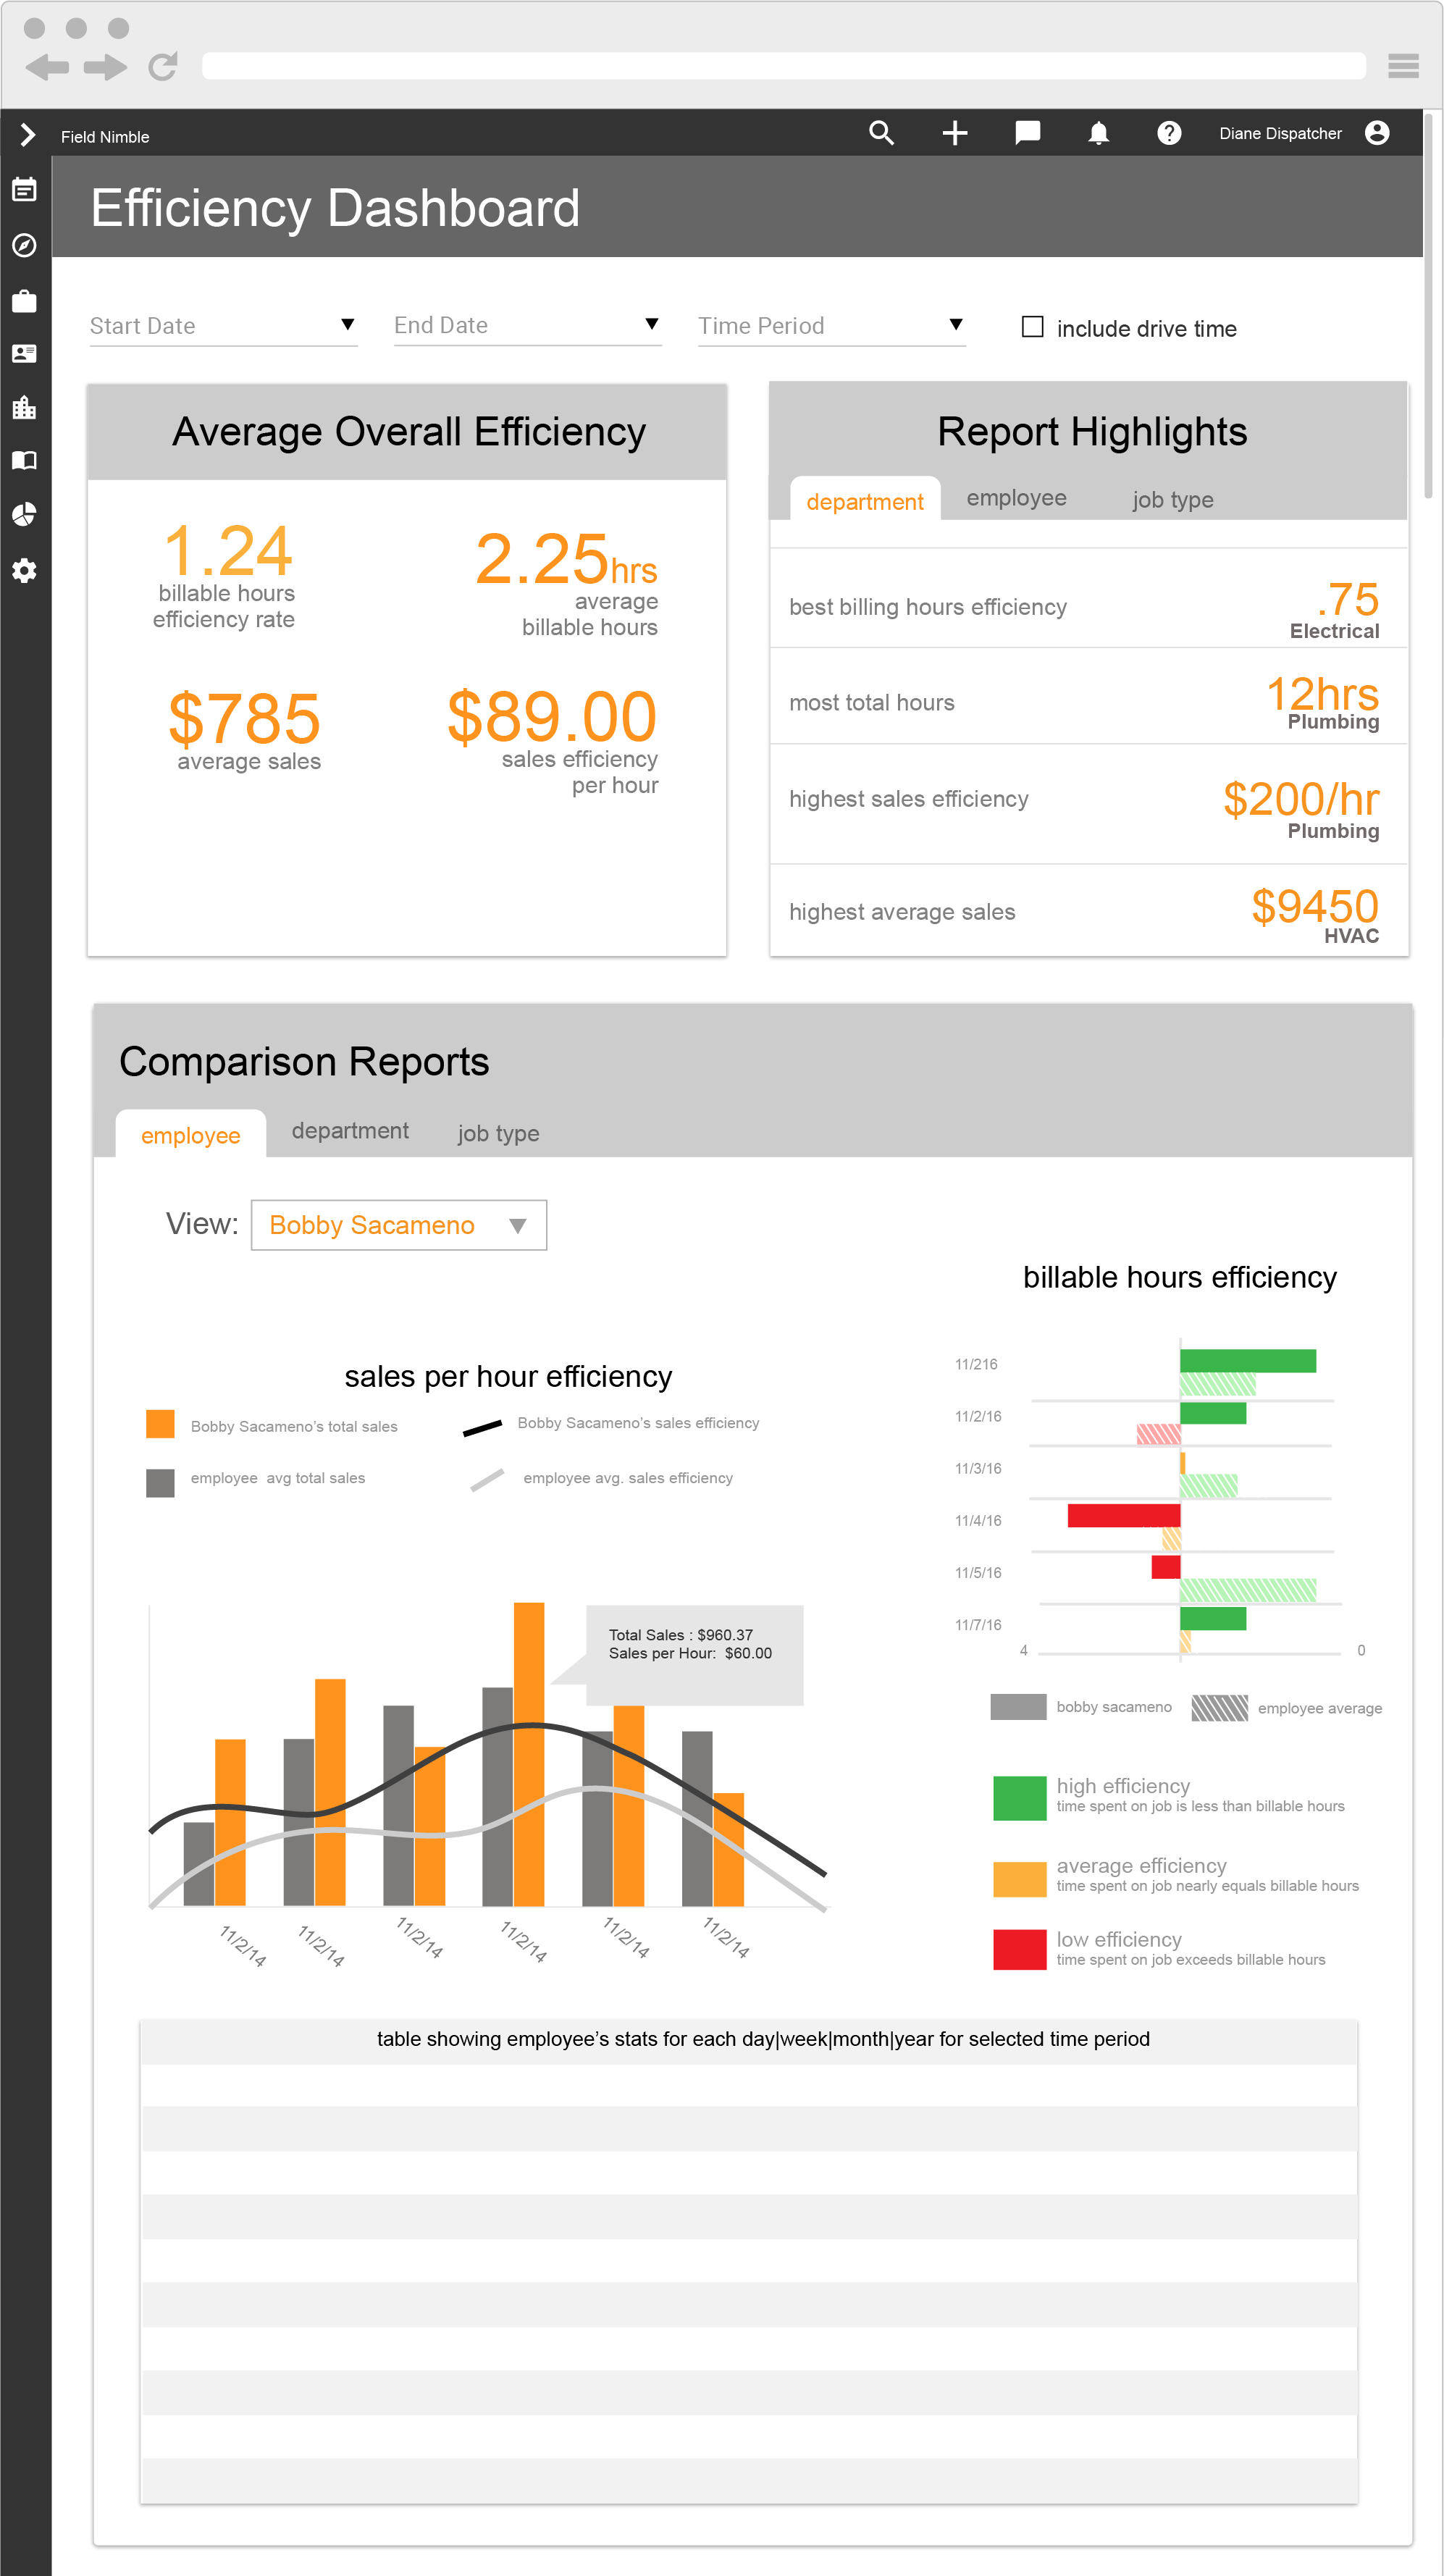 Field Nimble
Diane Dispatcher
Efficiency Dashboard
Start Date
End Date
Time Period
include drive time
Average Overall Efficiency
1.24
billable hours
efficiency rate
2.25hrs
average
billable hours
$785
average sales
$89.00
sales efficiency
per hour
Report Highlights
department
employee
job type
best billing hours efficiency
.75
Electrical
most total hours
12hrs
Plumbing
highest sales efficiency
$200/hr
Plumbing
highest average sales
$9450
HVAC
Comparison Reports
employee
department
job type
View:
Bobby Sacameno
sales per hour efficiency
Bobby Sacameno's total sales
Bobby Sacameno's sales efficiency
employee avg total sales
employee avg. sales efficiency
Total Sales : $960.37
Sales per Hour: $60.00
11/2/14
11/2/14
11/2/14
11/2/14
11/2/14
11/2/14
billable hours efficiency
11/216
11/2/16
11/3/16
11/4/16
11/5/16
11/7/16
4
0
bobby sacameno
employee average
high efficiency
time spent on job is less than billable hours
average efficiency
time spent on job nearly equals billable hours
low efficiency
time spent on job exceeds billable hours
table showing employee's stats for each day|week|month|year for selected time period